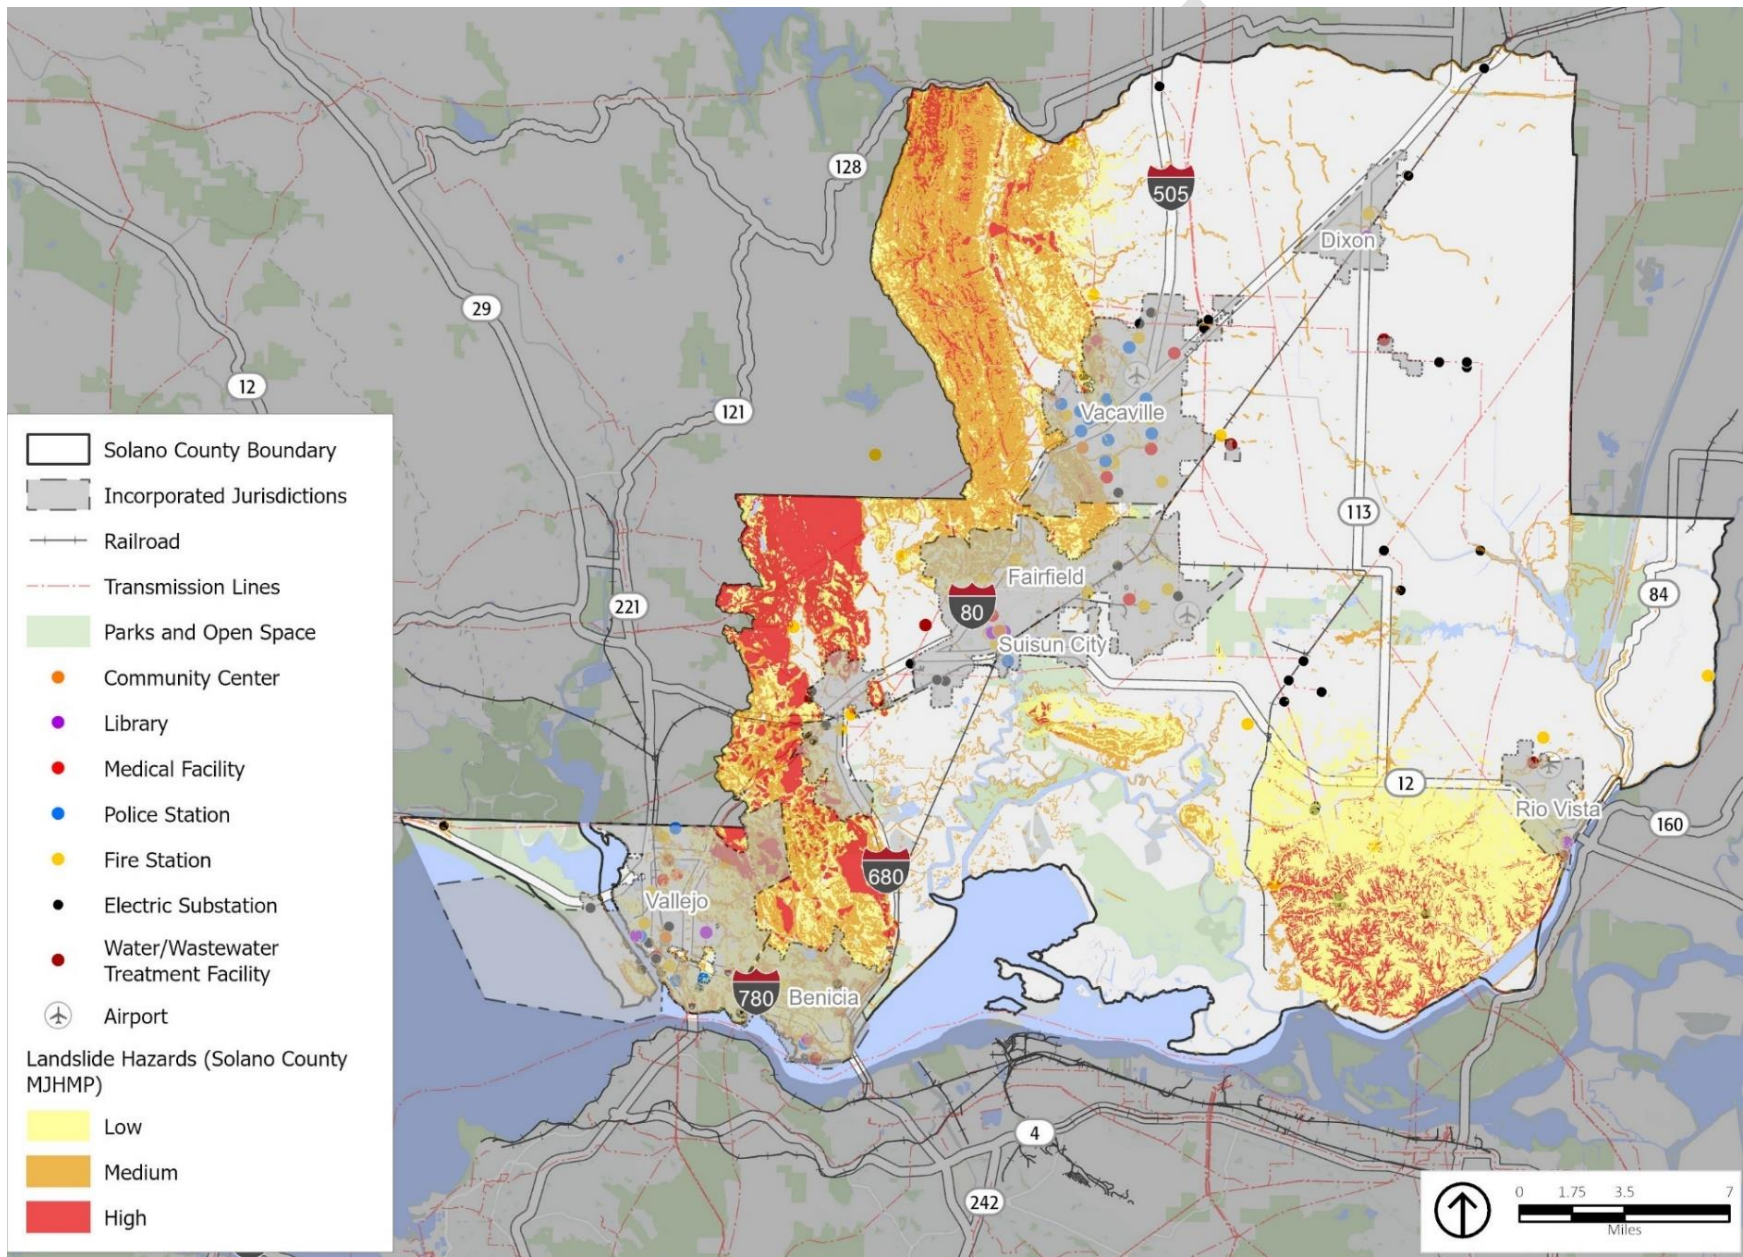 128
505
Dixon
29
12
121
Vacaville
113
Fairfield
80
221
84
Suisun City
12
Rio Vista
160
680
Vallejo
780
Benicia
4
242
Solano County Boundary
Incorporated Jurisdictions
Railroad
Transmission Lines
Parks and Open Space
Community Center
Library
Medical Facility
Police Station
Fire Station
Electric Substation
Water/Wastewater
Treatment Facility
Airport
Landslide Hazards (Solano County
MJHMP)
Low
Medium
High
0 1.75 3.5 7
Miles